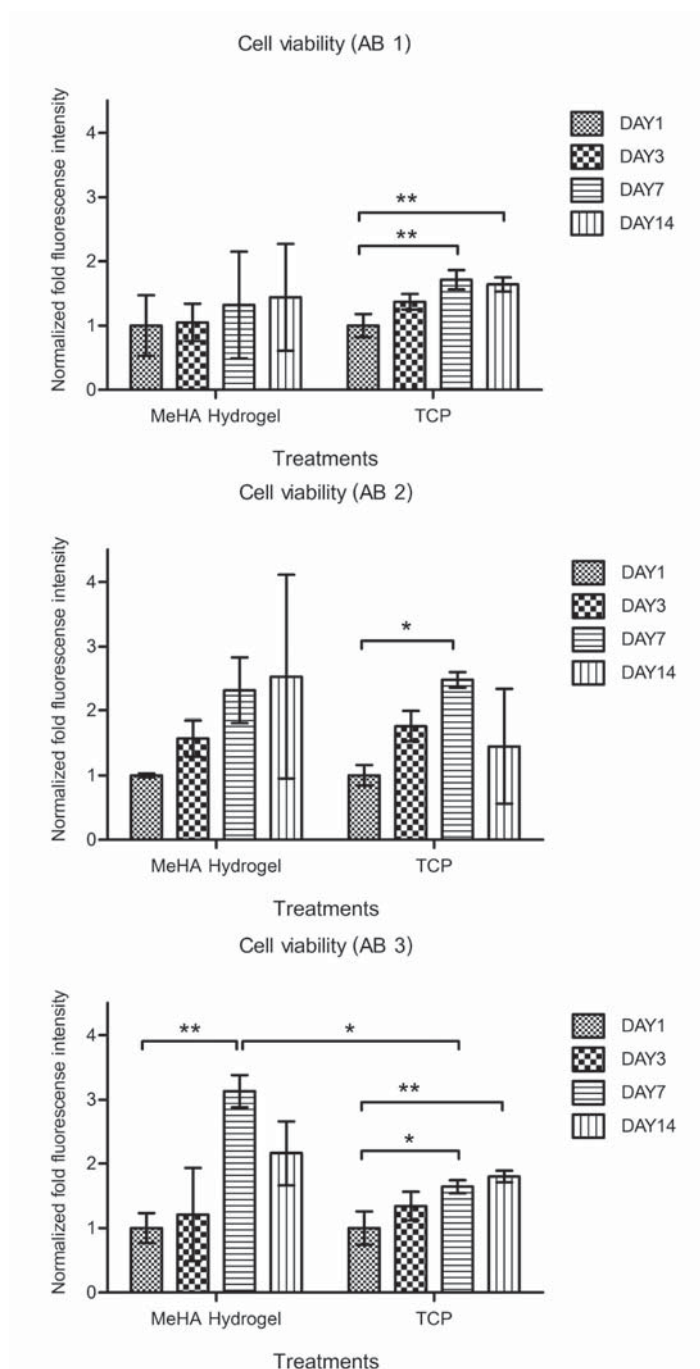 Cell viability (AB 1)
Normalized fold fluorescense intensity
4
3
2
1
0
**
**
MeHA Hydrogel
TCP
Treatments
DAY1
DAY3
DAY7
DAY14
Cell viability (AB 2)
Normalized fold fluorescense intensity
4
3
2
1
0
*
MeHA Hydrogel
TCP
Treatments
DAY1
DAY3
DAY7
DAY14
Cell viability (AB 3)
Normalized fold fluorescense intensity
4
3
2
1
0
**
*
**
*
MeHA Hydrogel
TCP
Treatments
DAY1
DAY3
DAY7
DAY14